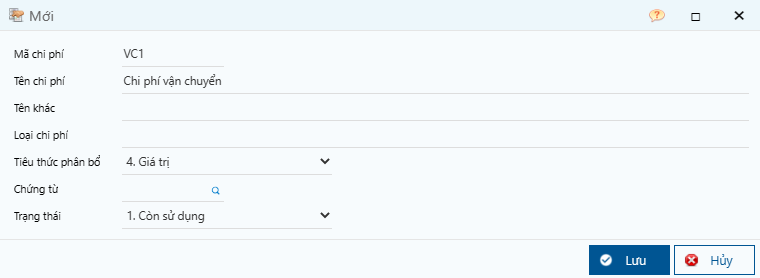 Mới
Mã chi phí VC1
Tên chi phí Chi phí vận chuyển
Tên khác
Loại chi phí
Tiêu thức phân bổ 4. Giá trị
Chứng từ
Trạng thái 1. Còn sử dụng
Lưu Hủy